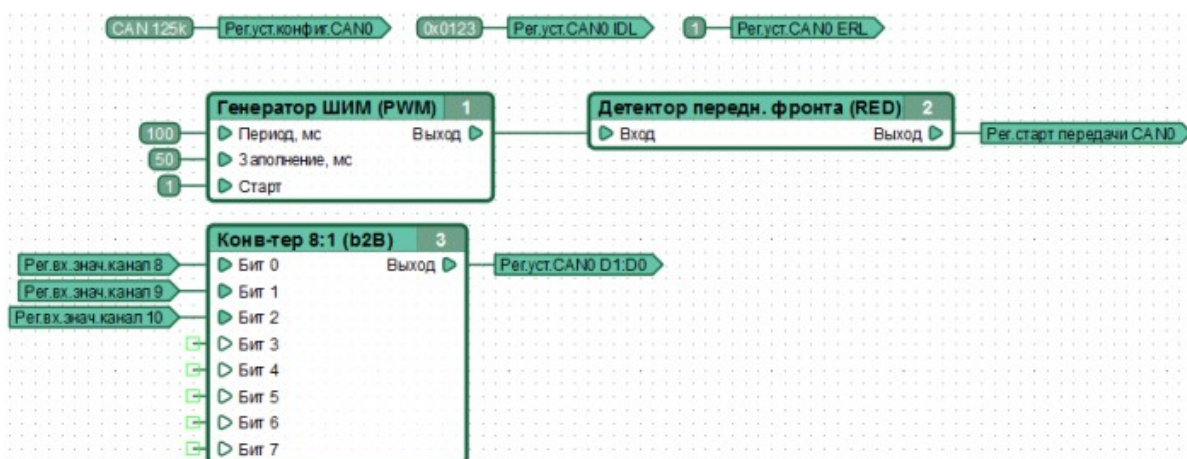 CAN 125k Рег.уст.конфиг.CAN0 0x0123 Рег.уст.CAN0 IDL 1 Рег.уст.CAN0 ERL
Генератор ШИМ (PWM) 1
100 Период, мс Выход
50 Заполнение, мс
1 Старт
Детектор передн. фронта (RED) 2
Вход Выход Рег.старт передачи CAN0
Конв-тер 8:1 (b2B) 3
Рег.вх.знач.канал 8 Бит 0 Выход Рег.уст.CAN0 D1:D0
Рег.вх.знач.канал 9 Бит 1
Рег.вх.знач.канал 10 Бит 2
Бит 3
Бит 4
Бит 5
Бит 6
Бит 7